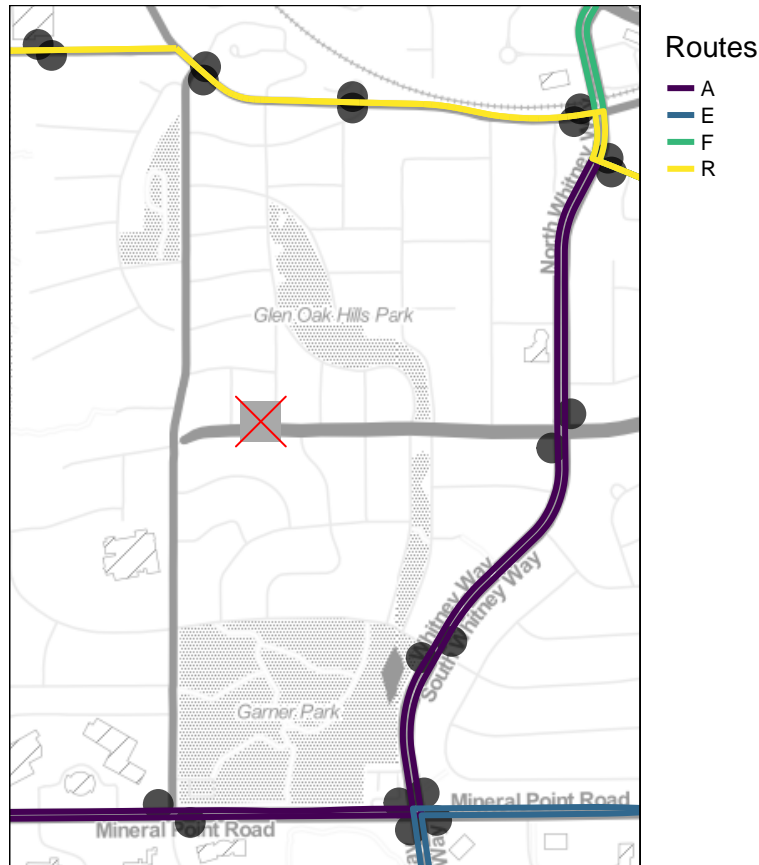 Routes
A
E
F
R
North Whitney Way
Glen Oak Hills Park
Whitney Way
South Whitney Way
Garner Park
Mineral Point Road
Mineral Point Road
Way